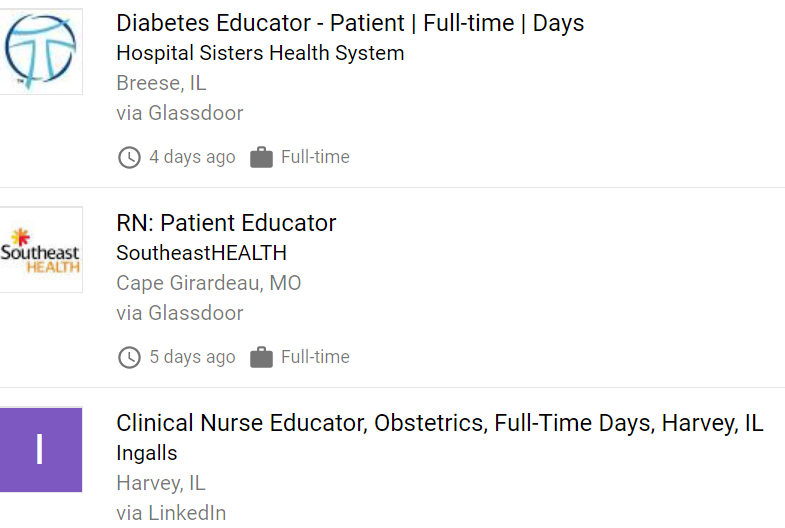 Diabetes Educator - Patient | Full-time | Days
Hospital Sisters Health System
Breese, IL
via Glassdoor
4 days ago Full-time
TM
RN: Patient Educator
SoutheastHEALTH
Cape Girardeau, MO
via Glassdoor
5 days ago Full-time
Southeast
HEALTH
Clinical Nurse Educator, Obstetrics, Full-Time Days, Harvey, IL
Ingalls
Harvey, IL
via LinkedIn
I